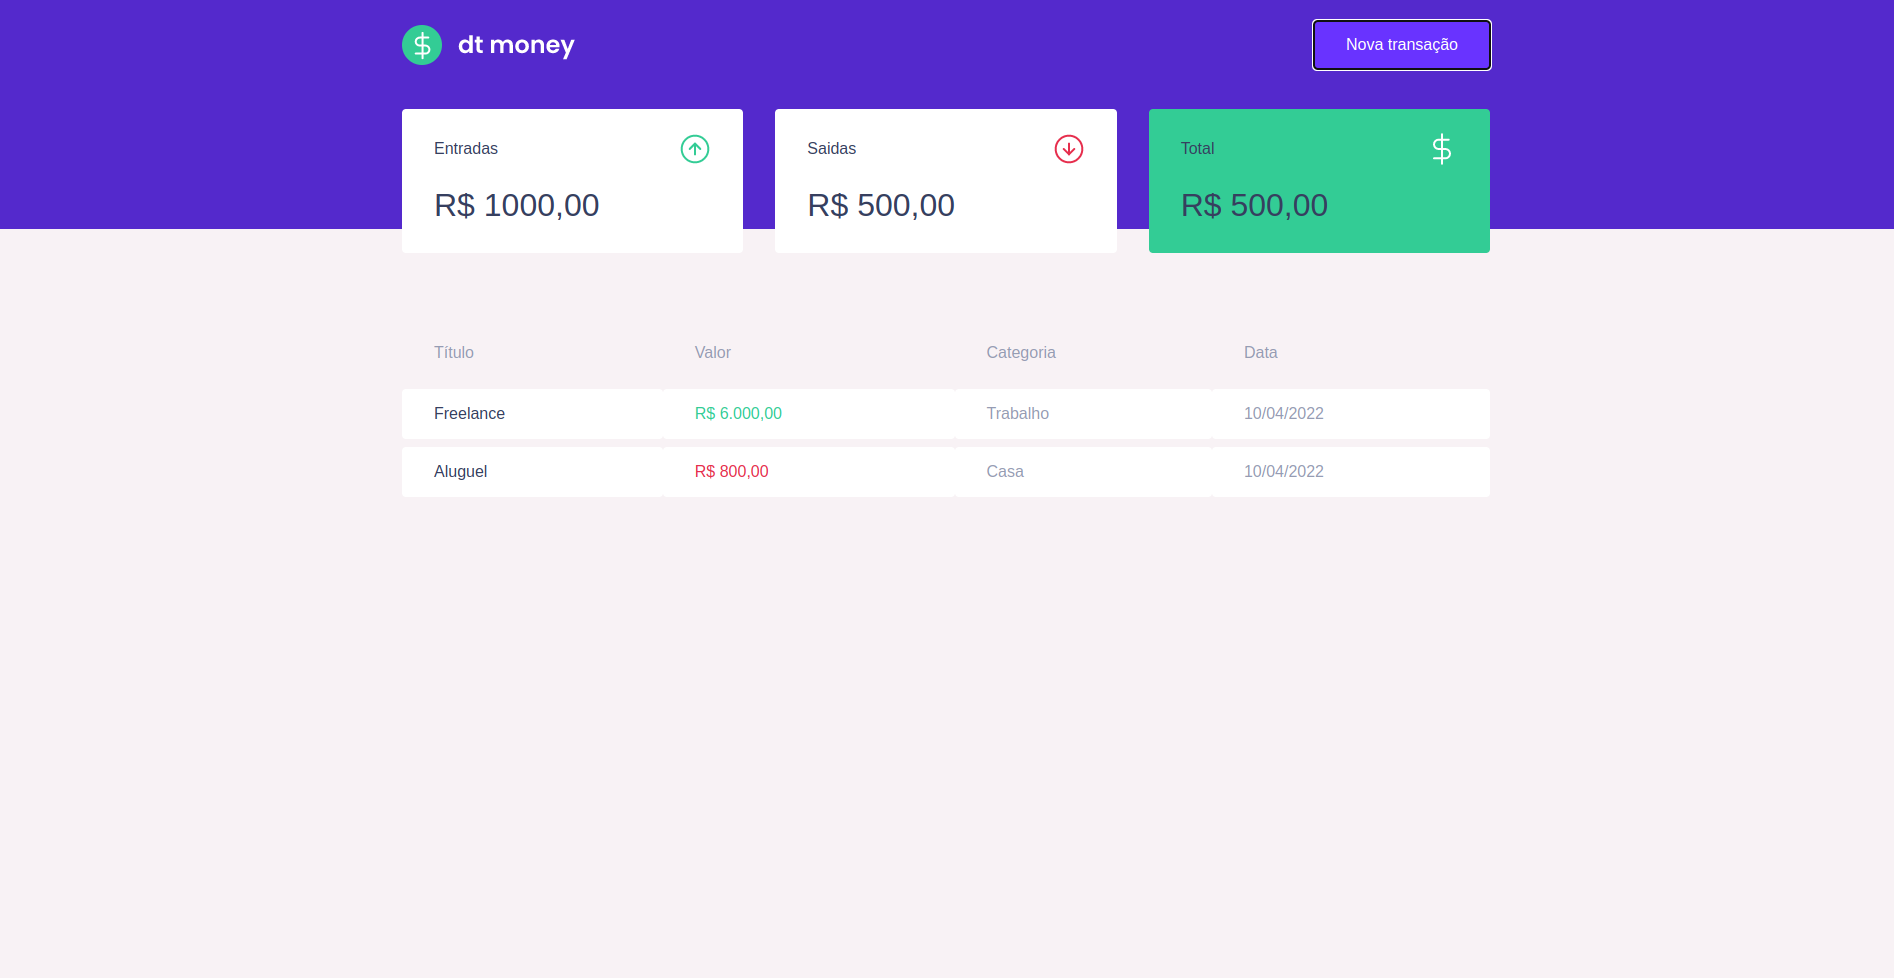 dt money
Nova transação
Entradas
Saidas
Total
R$ 1000,00
R$ 500,00
R$ 500,00
Título Valor Categoria Data
Freelance R$ 6.000,00 Trabalho 10/04/2022
Aluguel R$ 800,00 Casa 10/04/2022